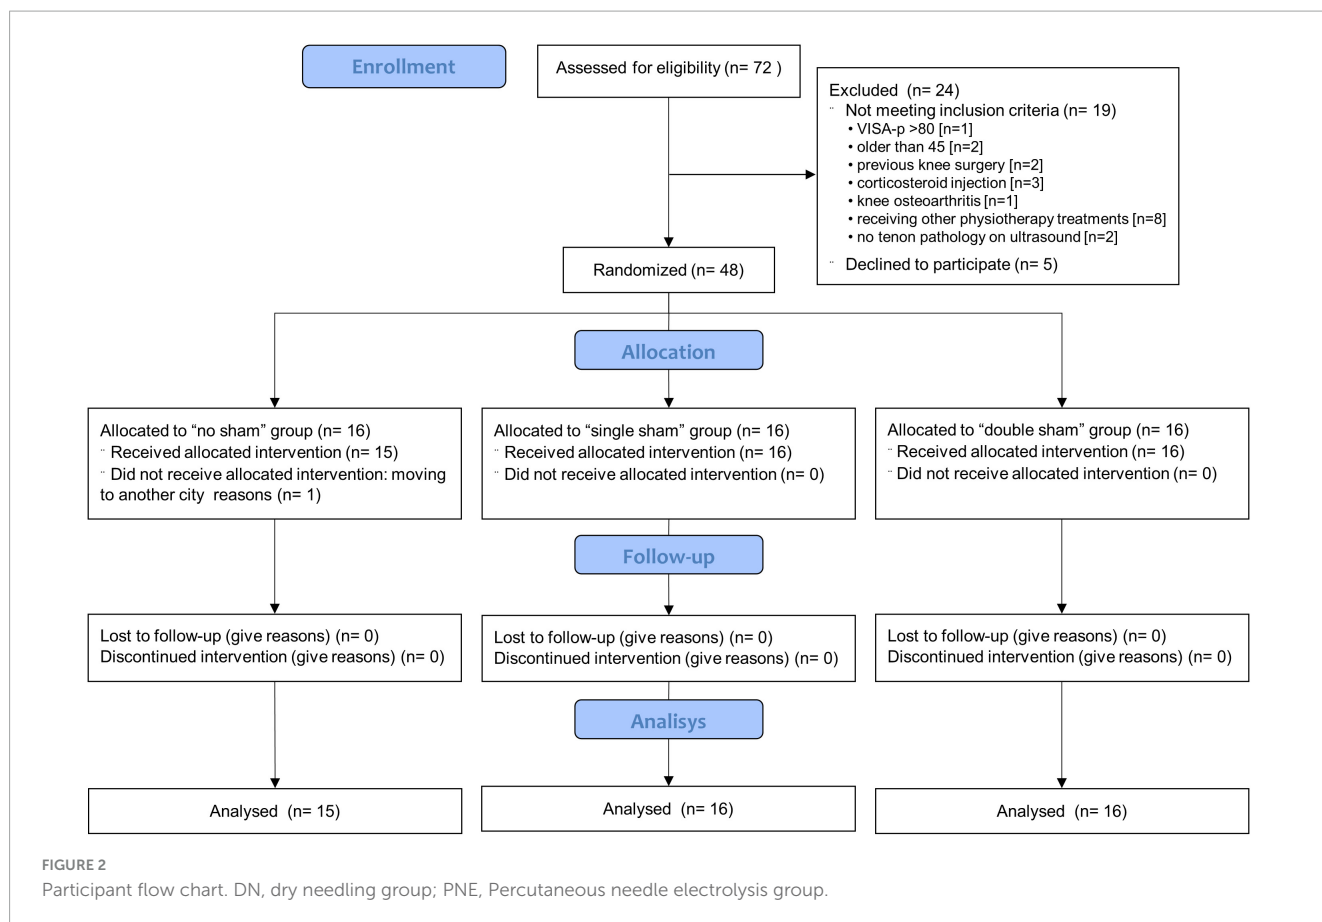 Enrollment
Assessed for eligibility (n= 72 )
Excluded (n= 24)
¨ Not meeting inclusion criteria (n= 19)
• VISA-p >80 [n=1]
• older than 45 [n=2]
• previous knee surgery [n=2]
• corticosteroid injection [n=3]
• knee osteoarthritis [n=1]
• receiving other physiotherapy treatments [n=8]
• no tenon pathology on ultrasound [n=2]
¨ Declined to participate (n= 5)
Randomized (n= 48)
Allocation
Allocated to “no sham” group (n= 16)
¨ Received allocated intervention (n= 15)
¨ Did not receive allocated intervention: moving
to another city reasons (n= 1)
Allocated to “single sham” group (n= 16)
¨ Received allocated intervention (n= 16)
¨ Did not receive allocated intervention (n= 0)
Allocated to “double sham” group (n= 16)
¨ Received allocated intervention (n= 16)
¨ Did not receive allocated intervention (n= 0)
Follow-up
Lost to follow-up (give reasons) (n= 0)
Discontinued intervention (give reasons) (n= 0)
Lost to follow-up (give reasons) (n= 0)
Discontinued intervention (give reasons) (n= 0)
Lost to follow-up (give reasons) (n= 0)
Discontinued intervention (give reasons) (n= 0)
Analisys
Analysed (n= 15)
Analysed (n= 16)
Analysed (n= 16)
FIGURE 2
Participant flow chart. DN, dry needling group; PNE, Percutaneous needle electrolysis group.